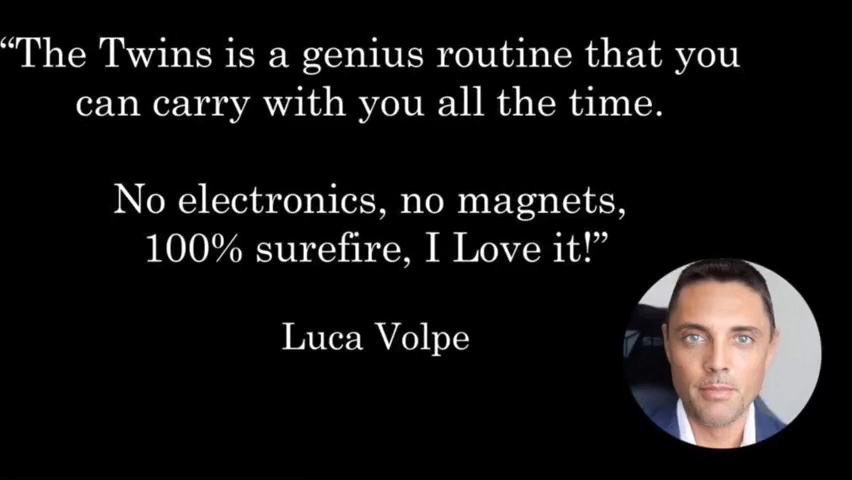 “The Twins is a genius routine that you
can carry with you all the time.
No electronics, no magnets,
100% surefire, I Love it!”
Luca Volpe